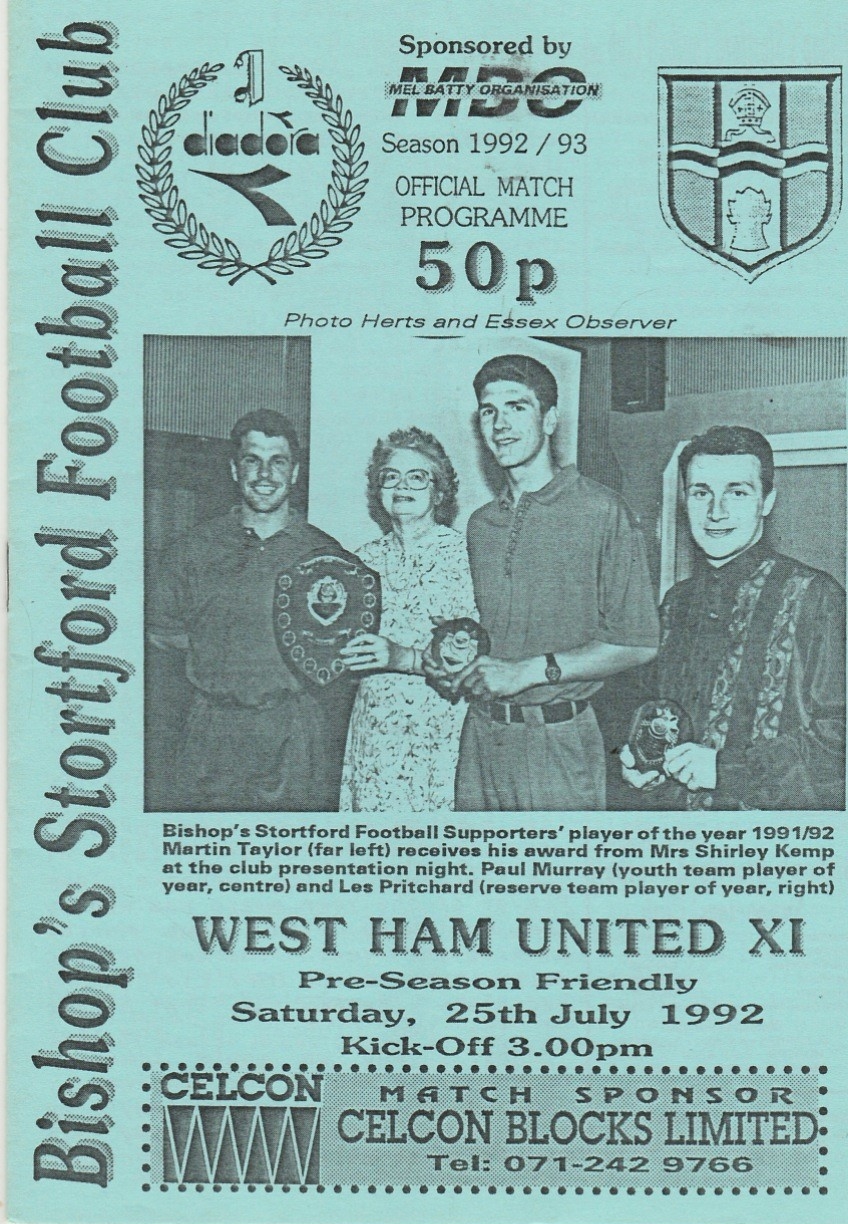 Bishop's Stortford Football Club
diadora
Sponsored by
MBO
MEL BATTY ORGANISATION
Season 1992 / 93
OFFICIAL MATCH
PROGRAMME
50p
Photo Herts and Essex Observer
Bishop's Stortford Football Supporters' player of the year 1991/92
Martin Taylor (far left) receives his award from Mrs Shirley Kemp
at the club presentation night. Paul Murray (youth team player of
year, centre) and Les Pritchard (reserve team player of year, right)
WEST HAM UNITED XI
Pre-Season Friendly
Saturday, 25th July 1992
Kick-Off 3.00pm
CELCON
MATCH SPONSOR
CELCON BLOCKS LIMITED
Tel: 071-242 9766